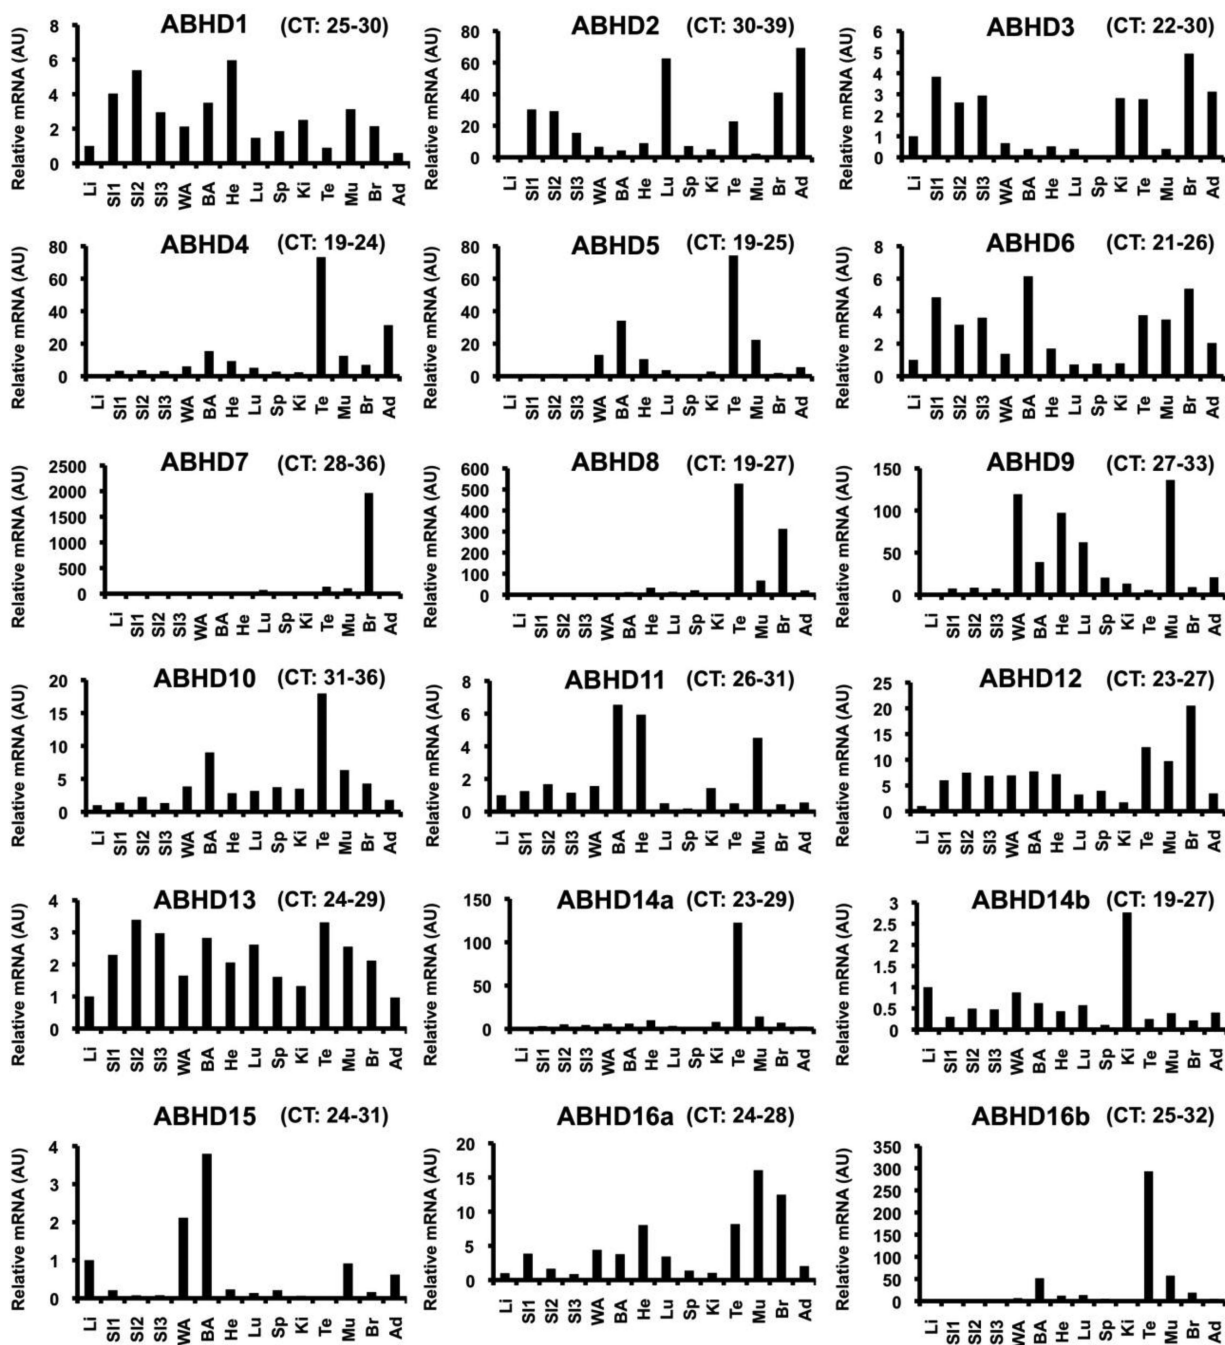 ABHD1 (CT: 25-30)
Relative mRNA (AU)
8
6
4
2
0
Li SI1 SI2 SI3 WA BA He Lu Sp Ki Te Mu Br Ad
ABHD2 (CT: 30-39)
Relative mRNA (AU)
80
60
40
20
0
Li SI1 SI2 SI3 WA BA He Lu Sp Ki Te Mu Br Ad
ABHD3 (CT: 22-30)
Relative mRNA (AU)
6
5
4
3
2
1
0
Li SI1 SI2 SI3 WA BA He Lu Sp Ki Te Mu Br Ad
ABHD4 (CT: 19-24)
Relative mRNA (AU)
80
60
40
20
0
Li SI1 SI2 SI3 WA BA He Lu Sp Ki Te Mu Br Ad
ABHD5 (CT: 19-25)
Relative mRNA (AU)
80
60
40
20
0
Li SI1 SI2 SI3 WA BA He Lu Sp Ki Te Mu Br Ad
ABHD6 (CT: 21-26)
Relative mRNA (AU)
8
6
4
2
0
Li SI1 SI2 SI3 WA BA He Lu Sp Ki Te Mu Br Ad
ABHD7 (CT: 28-36)
Relative mRNA (AU)
2500
2000
1500
1000
500
0
Li SI1 SI2 SI3 WA BA He Lu Sp Ki Te Mu Br Ad
ABHD8 (CT: 19-27)
Relative mRNA (AU)
600
500
400
300
200
100
0
Li SI1 SI2 SI3 WA BA He Lu Sp Ki Te Mu Br Ad
ABHD9 (CT: 27-33)
Relative mRNA (AU)
150
100
50
0
Li SI1 SI2 SI3 WA BA He Lu Sp Ki Te Mu Br Ad
ABHD10 (CT: 31-36)
Relative mRNA (AU)
20
15
10
5
0
Li SI1 SI2 SI3 WA BA He Lu Sp Ki Te Mu Br Ad
ABHD11 (CT: 26-31)
Relative mRNA (AU)
8
6
4
2
0
Li SI1 SI2 SI3 WA BA He Lu Sp Ki Te Mu Br Ad
ABHD12 (CT: 23-27)
Relative mRNA (AU)
25
20
15
10
5
0
Li SI1 SI2 SI3 WA BA He Lu Sp Ki Te Mu Br Ad
ABHD13 (CT: 24-29)
Relative mRNA (AU)
4
3
2
1
0
Li SI1 SI2 SI3 WA BA He Lu Sp Ki Te Mu Br Ad
ABHD14a (CT: 23-29)
Relative mRNA (AU)
150
100
50
0
Li SI1 SI2 SI3 WA BA He Lu Sp Ki Te Mu Br Ad
ABHD14b (CT: 19-27)
Relative mRNA (AU)
3
2.5
2
1.5
1
0.5
0
Li SI1 SI2 SI3 WA BA He Lu Sp Ki Te Mu Br Ad
ABHD15 (CT: 24-31)
Relative mRNA (AU)
4
3
2
1
0
Li SI1 SI2 SI3 WA BA He Lu Sp Ki Te Mu Br Ad
ABHD16a (CT: 24-28)
Relative mRNA (AU)
20
15
10
5
0
Li SI1 SI2 SI3 WA BA He Lu Sp Ki Te Mu Br Ad
ABHD16b (CT: 25-32)
Relative mRNA (AU)
350
300
250
200
150
100
50
0
Li SI1 SI2 SI3 WA BA He Lu Sp Ki Te Mu Br Ad